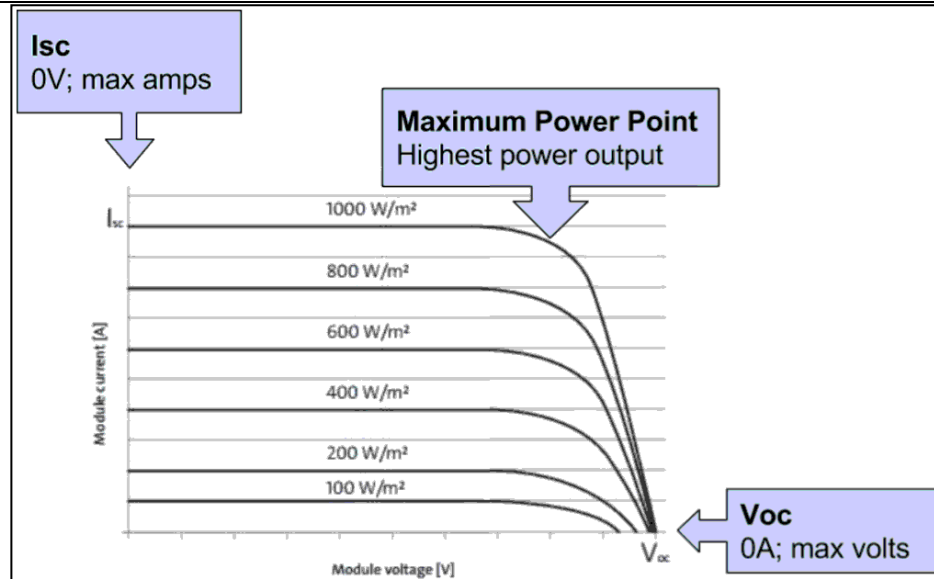 Isc
0V; max amps
Maximum Power Point
Highest power output
Isc
1000 W/m²
800 W/m²
600 W/m²
400 W/m²
200 W/m²
100 W/m²
Module current [A]
Voc
0A; max volts
Voc
Module voltage [V]